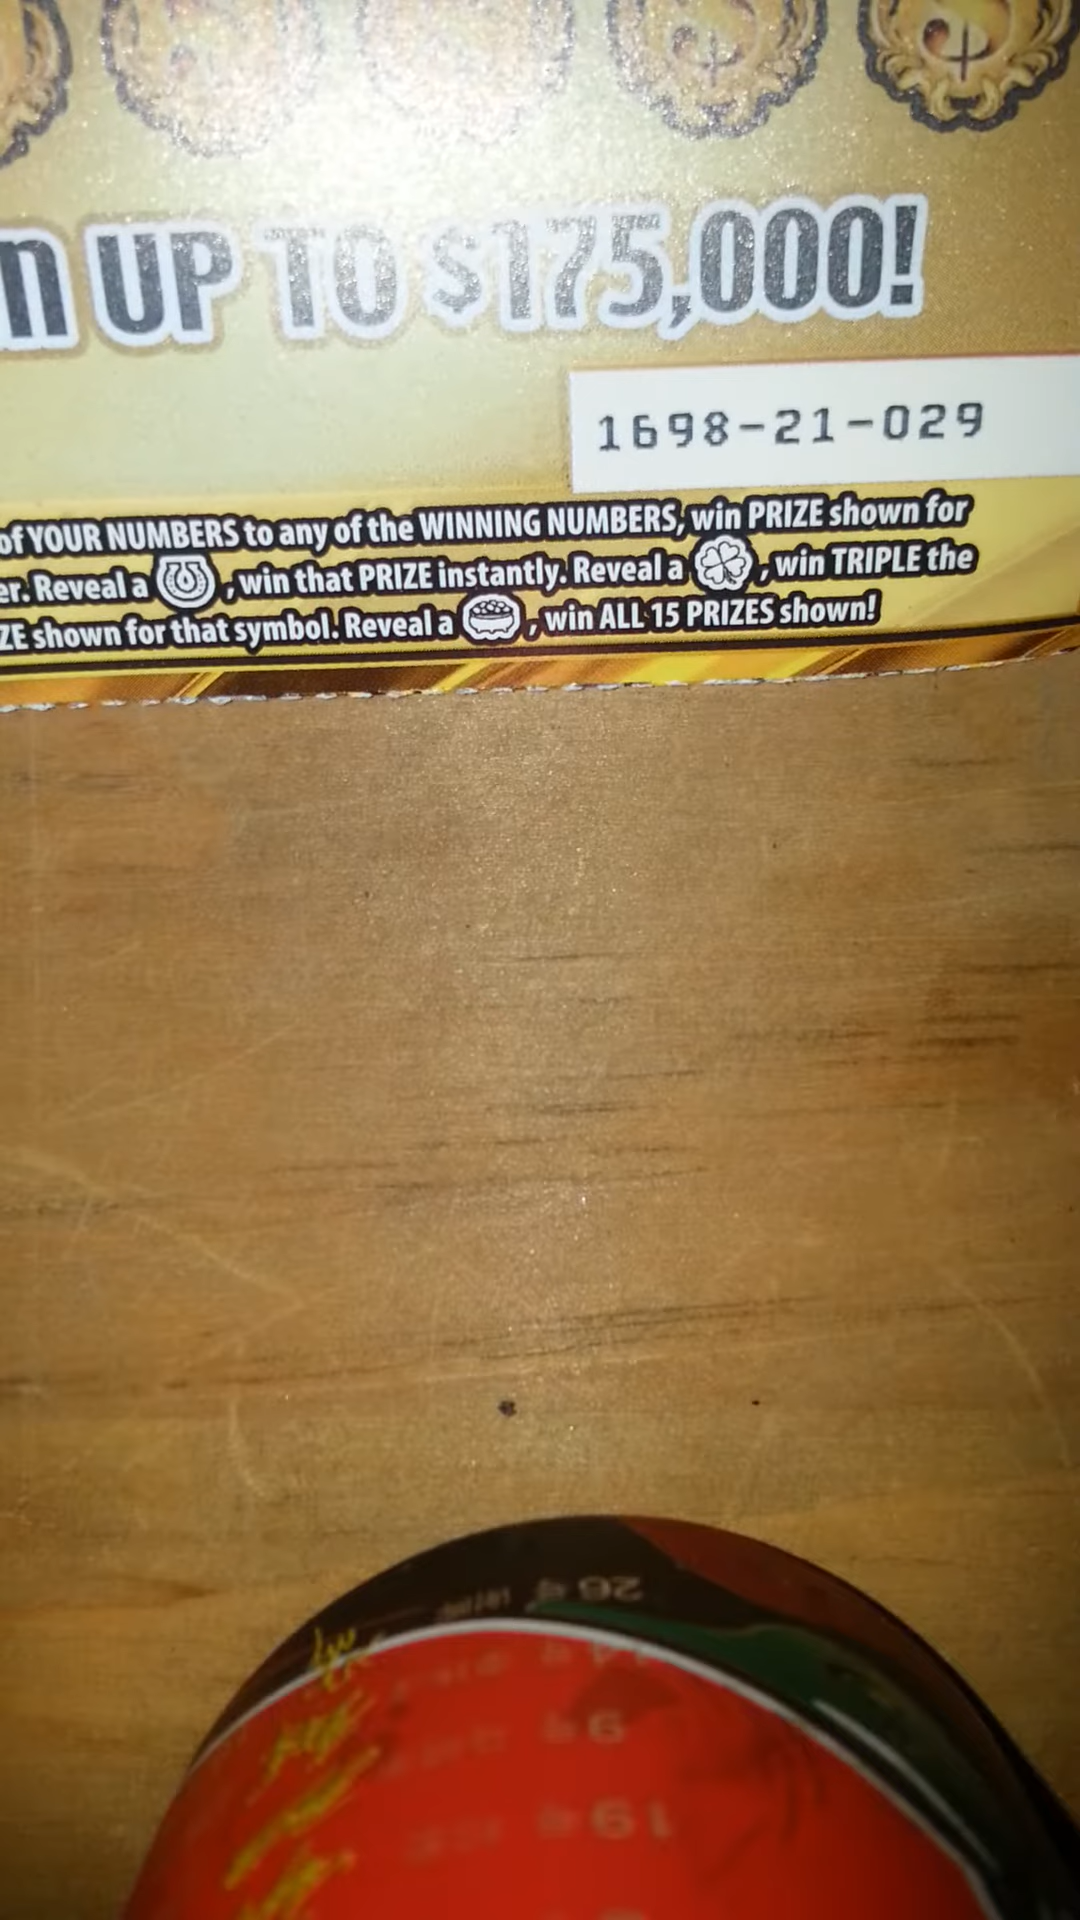 n UP TO $175,000!
1698-21-029
of YOUR NUMBERS to any of the WINNING NUMBERS, win PRIZE shown for
er. Reveal a , win that PRIZE instantly. Reveal a , win TRIPLE the
ZE shown for that symbol. Reveal a , win ALL 15 PRIZES shown!